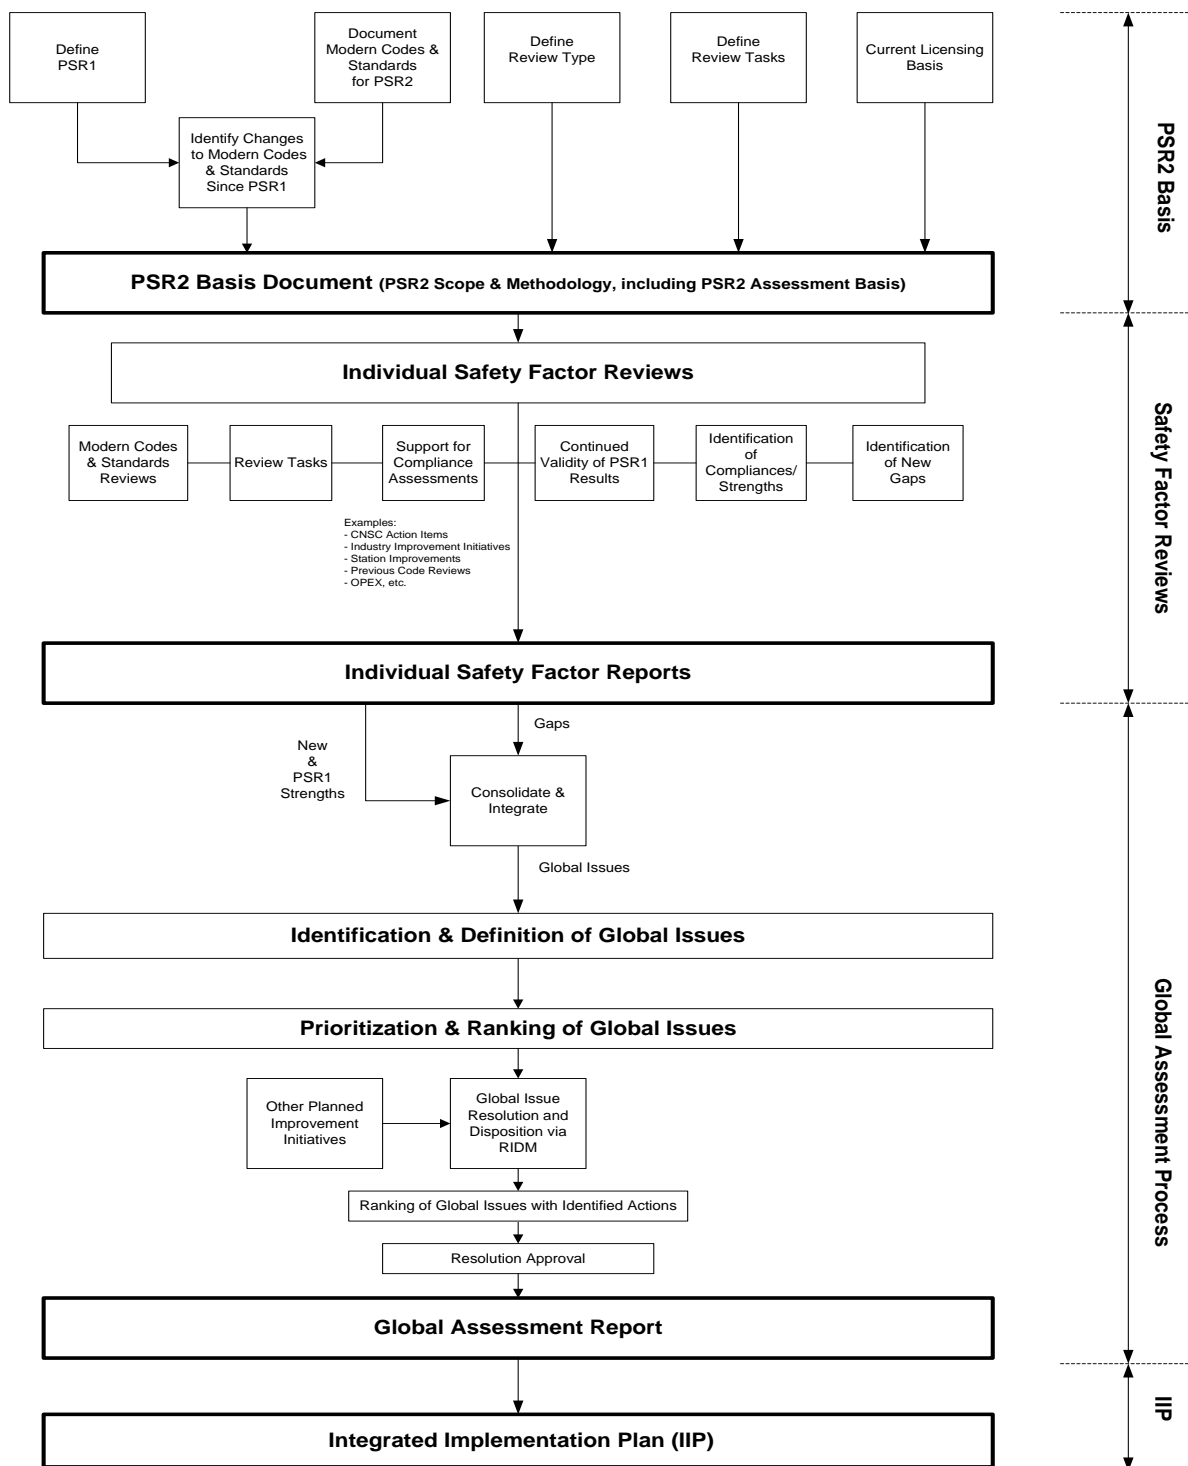 Define
PSR1
Document
Modern Codes &
Standards
for PSR2
Define
Review Type
Define
Review Tasks
Current Licensing
Basis
Identify Changes
to Modern Codes
& Standards
Since PSR1
PSR2 Basis
PSR2 Basis Document (PSR2 Scope & Methodology, including PSR2 Assessment Basis)
Individual Safety Factor Reviews
Modern Codes
& Standards
Reviews
Review Tasks
Support for
Compliance
Assessments
Continued
Validity of PSR1
Results
Identification
of
Compliances/
Strengths
Identification
of New
Gaps
Examples:
- CNSC Action Items
- Industry Improvement Initiatives
- Station Improvements
- Previous Code Reviews
- OPEX, etc.
Safety Factor Reviews
Individual Safety Factor Reports
New
&
PSR1
Strengths
Gaps
Consolidate &
Integrate
Global Issues
Identification & Definition of Global Issues
Prioritization & Ranking of Global Issues
Other Planned
Improvement
Initiatives
Global Issue
Resolution and
Disposition via
RIDM
Ranking of Global Issues with Identified Actions
Resolution Approval
Global Assessment Process
Global Assessment Report
IIP
Integrated Implementation Plan (IIP)